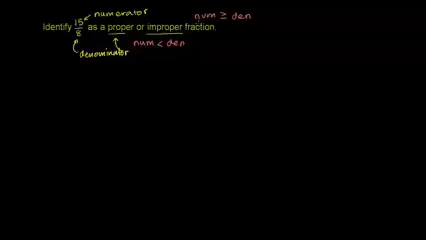 numerator
num ≥ den
Identify 15/8 as a proper or improper fraction.
num < den
denominator